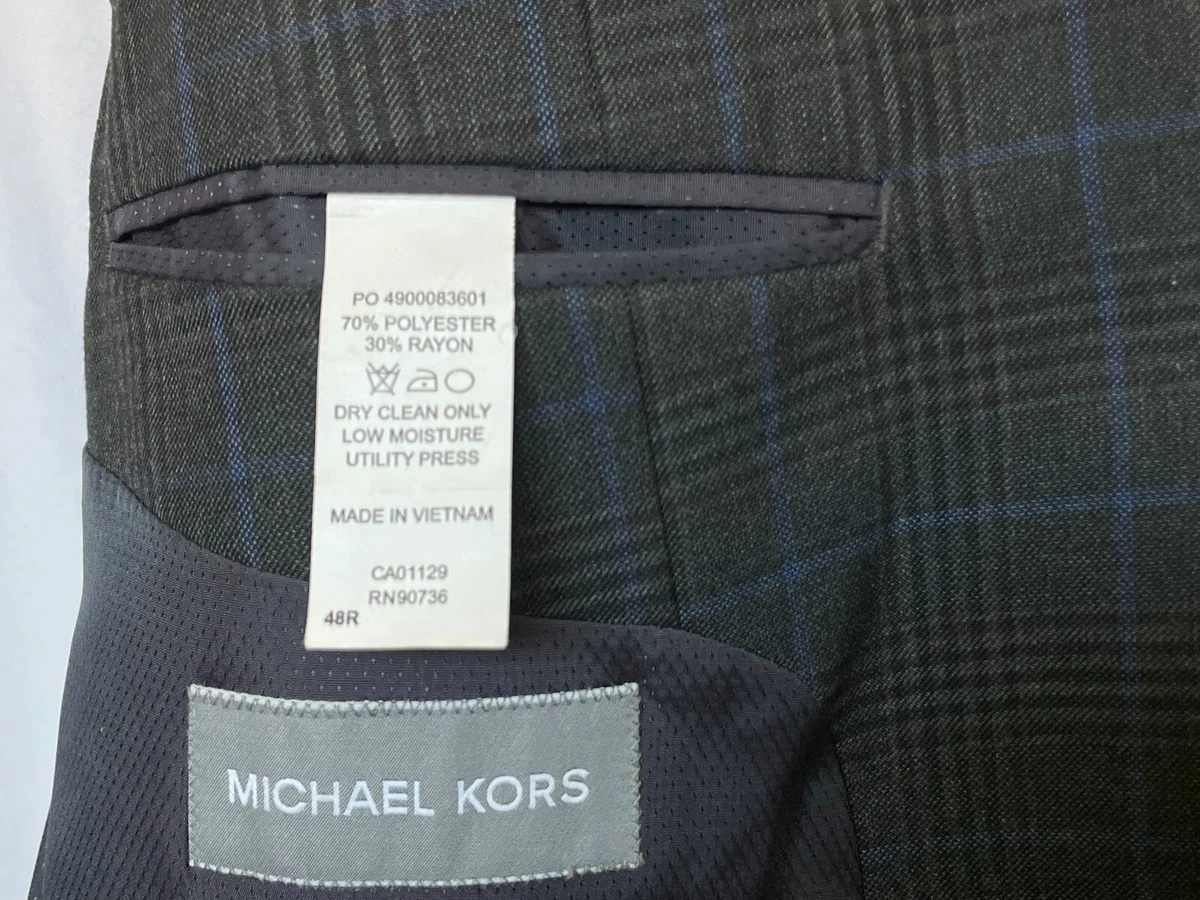 PO 4900083601
70% POLYESTER
30% RAYON
DRY CLEAN ONLY
LOW MOISTURE
UTILITY PRESS
MADE IN VIETNAM
CA01129
RN90736
48R
MICHAEL KORS